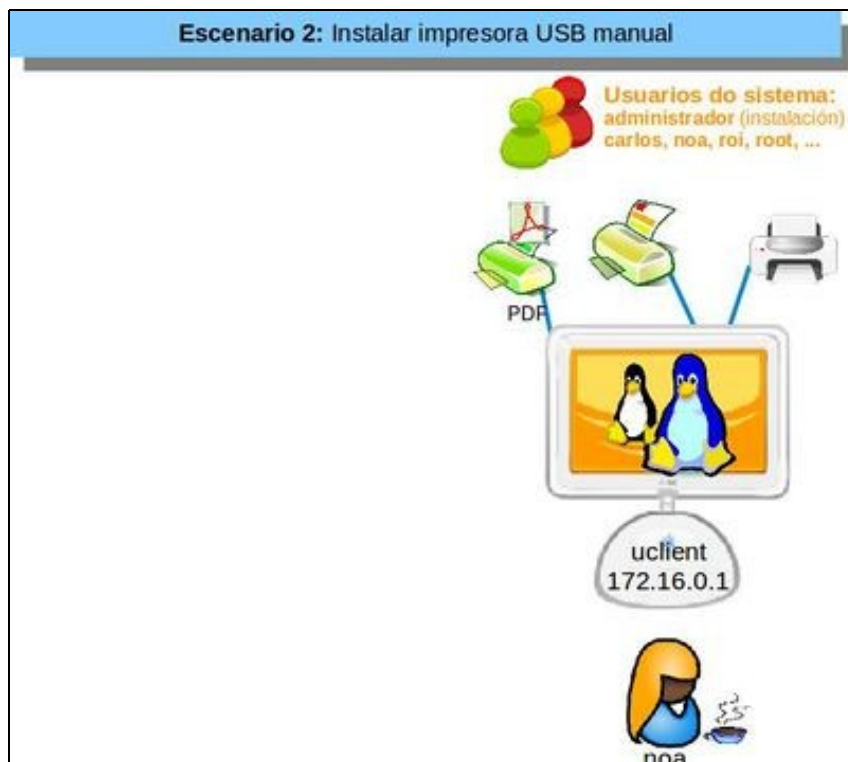 Escenario 2: Instalar impresora USB manual
Usuarios do sistema:
administrador (instalación)
carlos, noa, roi, root, ...
PDF
uclient
172.16.0.1
noa